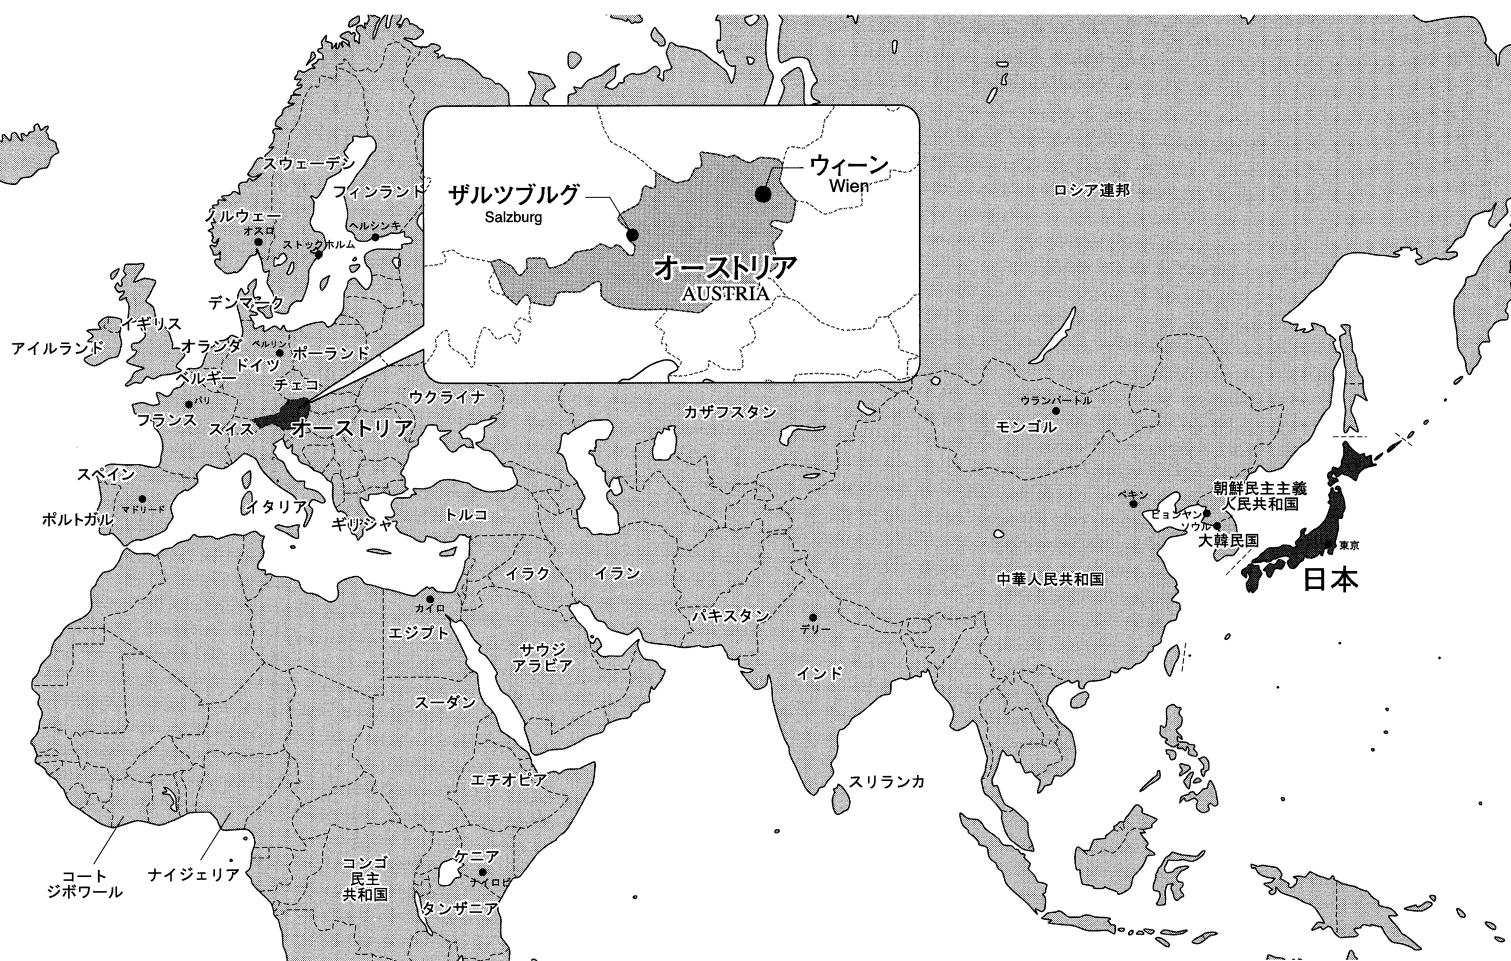 スウェーデン
フィンランド
ノルウェー
オスロ
ヘルシンキ
ストックホルム
デンマーク
イギリス
アイルランド
オランダ
ベルリン
ドイツ
ポーランド
ベルギー
チェコ
パリ
フランス
スイス
オーストリア
ウクライナ
スペイン
マドリード
ポルトガル
イタリア
ギリシャ
トルコ
ザルツブルグ
Salzburg
ウィーン
Wien
オーストリア
AUSTRIA
ロシア連邦
カザフスタン
ウランバートル
モンゴル
ペキン
ピョンヤン
ソウル
朝鮮民主主義
人民共和国
大韓民国
東京
日本
中華人民共和国
イラク
イラン
パキスタン
デリー
インド
カイロ
エジプト
サウジ
アラビア
スーダン
エチオピア
スリランカ
コート
ジボワール
ナイジェリア
コンゴ
民主
共和国
ケニア
ナイロビ
タンザニア